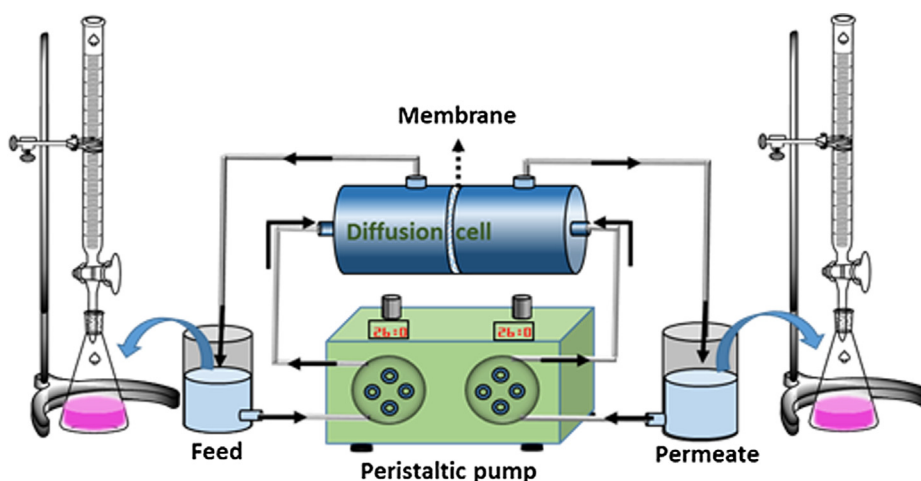 Membrane
Diffusion cell
26:0
26:0
Feed
Peristaltic pump
Permeate